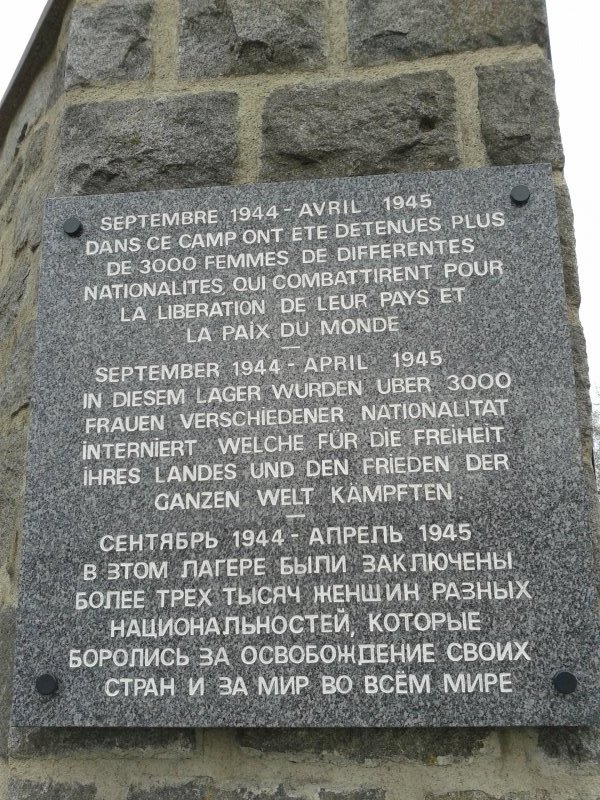 SEPTEMBRE 1944 - AVRIL 1945
DANS CE CAMP ONT ETE DETENUES PLUS
DE 3000 FEMMES DE DIFFERENTES
NATIONALITES QUI COMBATTIRENT POUR
LA LIBERATION DE LEUR PAYS ET
LA PAIX DU MONDE
—
SEPTEMBER 1944 - APRIL 1945
IN DIESEM LAGER WURDEN UBER 3000
FRAUEN VERSCHIEDENER NATIONALITAT
INTERNIERT WELCHE FÜR DIE FREIHEIT
IHRES LANDES UND DEN FRIEDEN DER
GANZEN WELT KÄMPFTEN.
—
СЕНТЯБРЬ 1944 - АПРЕЛЬ 1945
В ЭТОМ ЛАГЕРЕ БЫЛИ ЗАКЛЮЧЕНЫ
БОЛЕЕ ТРЕХ ТЫСЯЧ ЖЕНШИН РАЗНЫХ
НАЦИОНАЛЬНОСТЕЙ, КОТОРЫЕ
БОРОЛИСЬ ЗА ОСВОБОЖДЕНИЕ СВОИХ
СТРАН И ЗА МИР ВО ВСЁМ МИРЕ